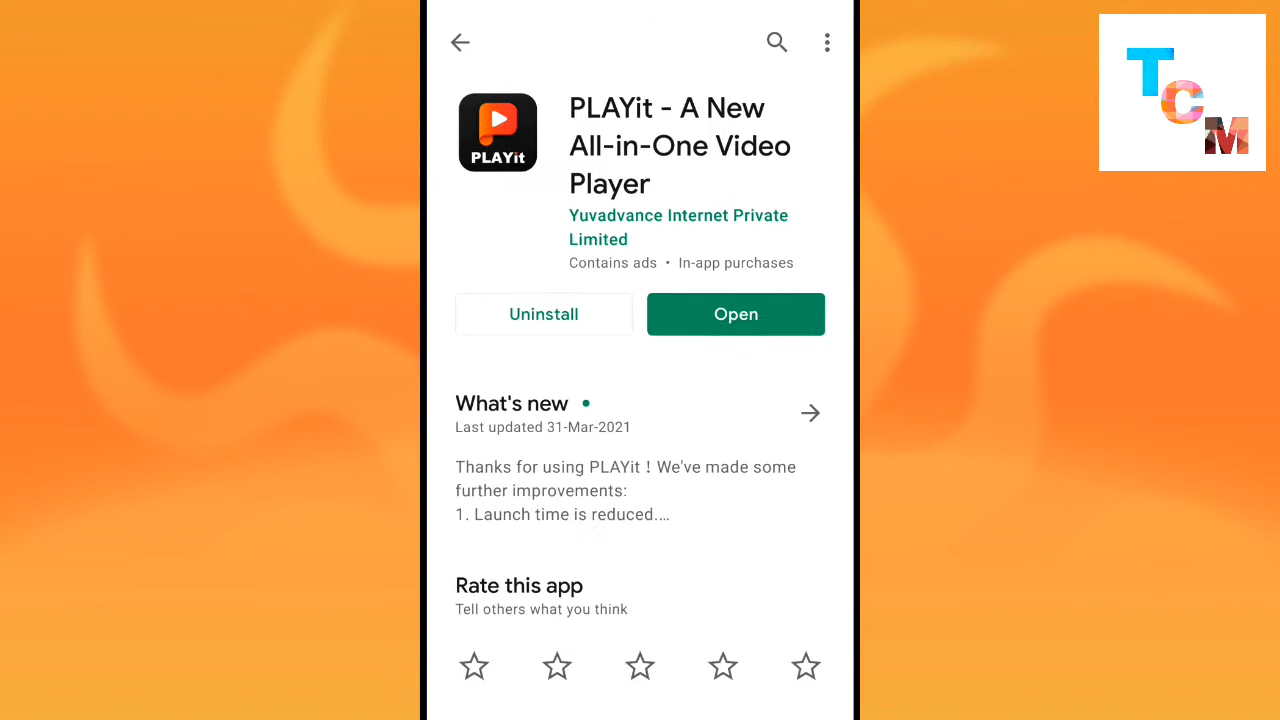 T
C
M
PLAYit
PLAYit - A New
All-in-One Video
Player
Yuvadvance Internet Private
Limited
Contains ads • In-app purchases
Uninstall
Open
What's new •
Last updated 31-Mar-2021
Thanks for using PLAYit！We've made some
further improvements:
1. Launch time is reduced.…
Rate this app
Tell others what you think